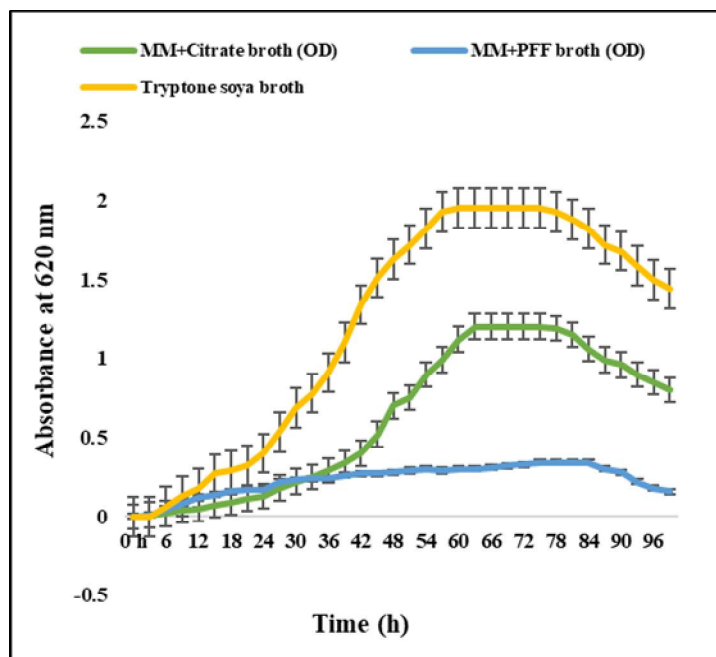 MM+Citrate broth (OD) MM+PFF broth (OD)
Tryptone soya broth
2.5
2
1.5
1
0.5
0
-0.5
Absorbance at 620 nm
0 h 6 12 18 24 30 36 42 48 54 60 66 72 78 84 90 96
Time (h)